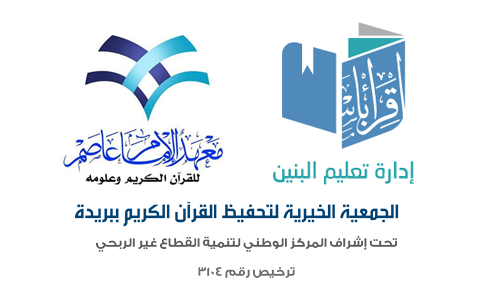 اقرأ باسم
إدارة تعليم البنين
معهد الإمام عاصم
للقرآن الكريم وعلومه
الجمعية الخيرية لتحفيظ القرآن الكريم ببريدة
تحت إشراف المركز الوطني لتنمية القطاع غير الربحي
ترخيص رقم ٣١٠٤